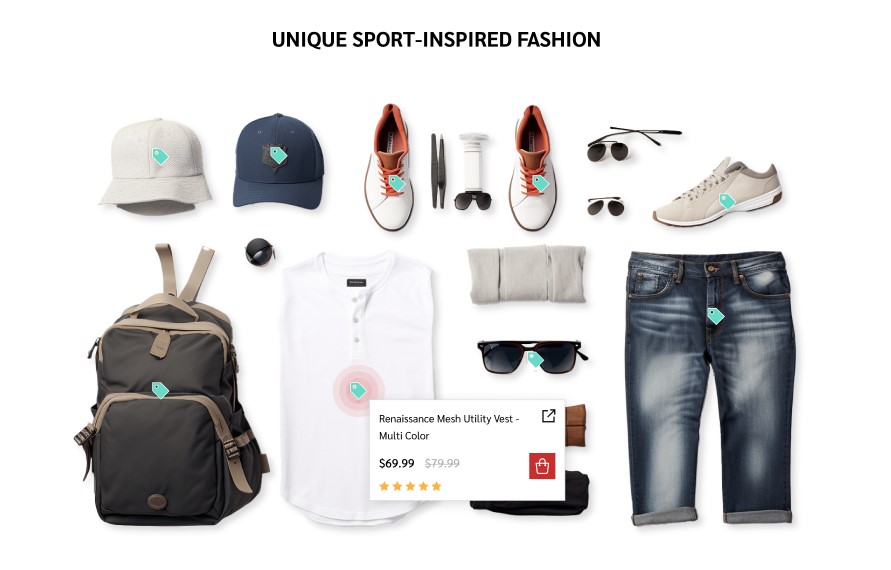 UNIQUE SPORT-INSPIRED FASHION
Renaissance Mesh Utility Vest -
Multi Color
$69.99 $79.99